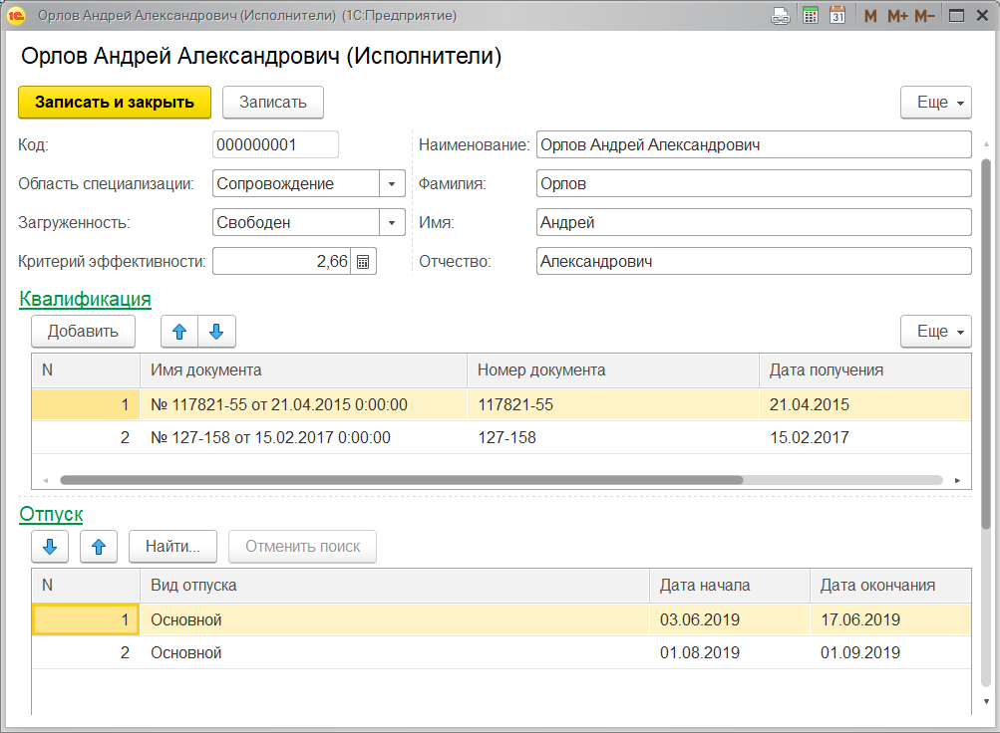 Орлов Андрей Александрович (Исполнители) (1С:Предприятие)
31 M M+ M-
Орлов Андрей Александрович (Исполнители)
Записать и закрыть Записать Еще
Код: 000000001 Наименование: Орлов Андрей Александрович
Область специализации: Сопровождение Фамилия: Орлов
Загруженность: Свободен Имя: Андрей
Критерий эффективности: 2,66 Отчество: Александрович
Квалификация
Добавить Еще
N Имя документа Номер документа Дата получения
1 № 117821-55 от 21.04.2015 0:00:00 117821-55 21.04.2015
2 № 127-158 от 15.02.2017 0:00:00 127-158 15.02.2017
Отпуск
Найти... Отменить поиск
N Вид отпуска Дата начала Дата окончания
1 Основной 03.06.2019 17.06.2019
2 Основной 01.08.2019 01.09.2019